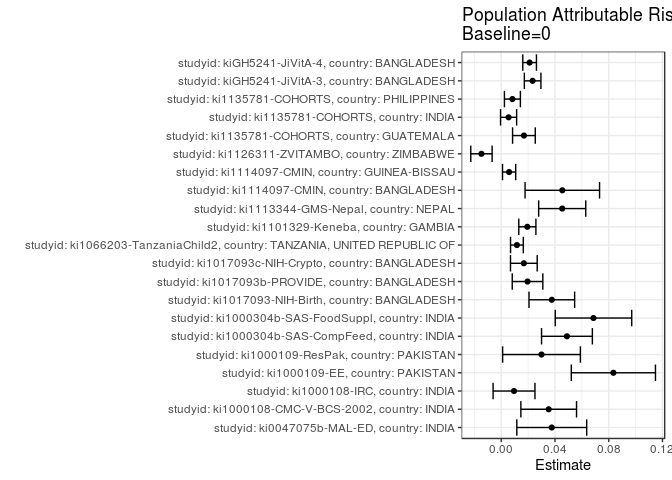 Population Attributable Ris
Baseline=0
studyid: kiGH5241-JiVitA-4, country: BANGLADESH
studyid: kiGH5241-JiVitA-3, country: BANGLADESH
studyid: ki1135781-COHORTS, country: PHILIPPINES
studyid: ki1135781-COHORTS, country: INDIA
studyid: ki1135781-COHORTS, country: GUATEMALA
studyid: ki1126311-ZVITAMBO, country: ZIMBABWE
studyid: ki1114097-CMIN, country: GUINEA-BISSAU
studyid: ki1114097-CMIN, country: BANGLADESH
studyid: ki1113344-GMS-Nepal, country: NEPAL
studyid: ki1101329-Keneba, country: GAMBIA
studyid: ki1066203-TanzaniaChild2, country: TANZANIA, UNITED REPUBLIC OF
studyid: ki1017093c-NIH-Crypto, country: BANGLADESH
studyid: ki1017093b-PROVIDE, country: BANGLADESH
studyid: ki1017093-NIH-Birth, country: BANGLADESH
studyid: ki1000304b-SAS-FoodSuppl, country: INDIA
studyid: ki1000304b-SAS-CompFeed, country: INDIA
studyid: ki1000109-ResPak, country: PAKISTAN
studyid: ki1000109-EE, country: PAKISTAN
studyid: ki1000108-IRC, country: INDIA
studyid: ki1000108-CMC-V-BCS-2002, country: INDIA
studyid: ki0047075b-MAL-ED, country: INDIA
0.00 0.04 0.08 0.12
Estimate